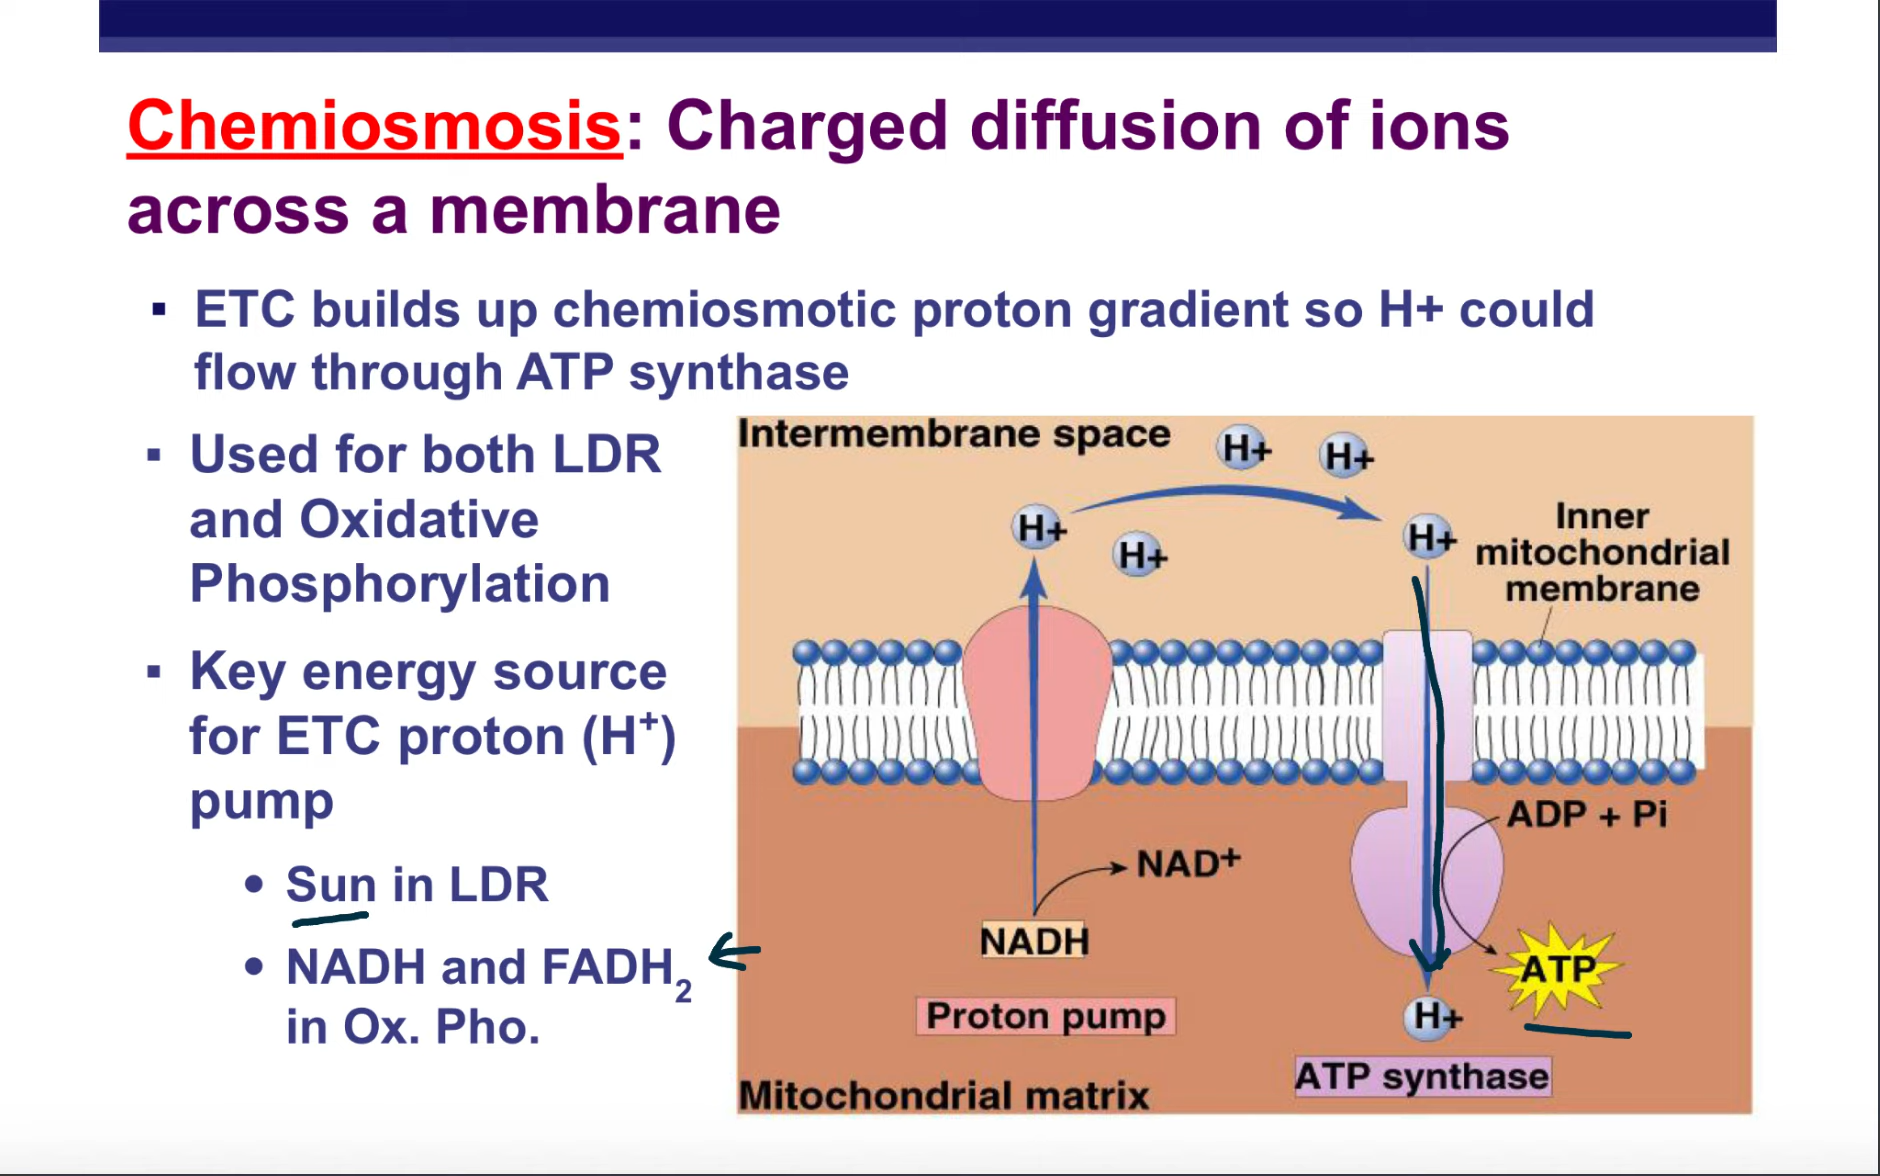 Chemiosmosis: Charged diffusion of ions
across a membrane
▪ ETC builds up chemiosmotic proton gradient so H+ could
flow through ATP synthase
▪ Used for both LDR
and Oxidative
Phosphorylation
▪ Key energy source
for ETC proton (H⁺)
pump
• Sun in LDR
• NADH and FADH₂
in Ox. Pho.
Intermembrane space
H+
H+
H+
H+
H+
Inner
mitochondrial
membrane
ADP + Pi
NAD+
NADH
ATP
Proton pump
H+
ATP synthase
Mitochondrial matrix